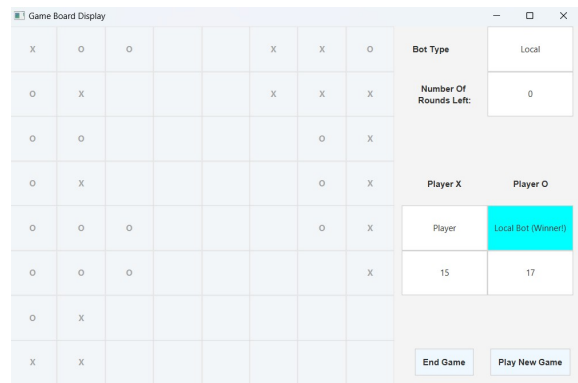 Game Board Display
X O O X X O
Bot Type
Local
O X X X X
Number Of
Rounds Left:
0
O O O X
O X O X
Player X
Player O
O O O O X
Player
Local Bot (Winner!)
O O O X
15
17
O X
X X
End Game
Play New Game